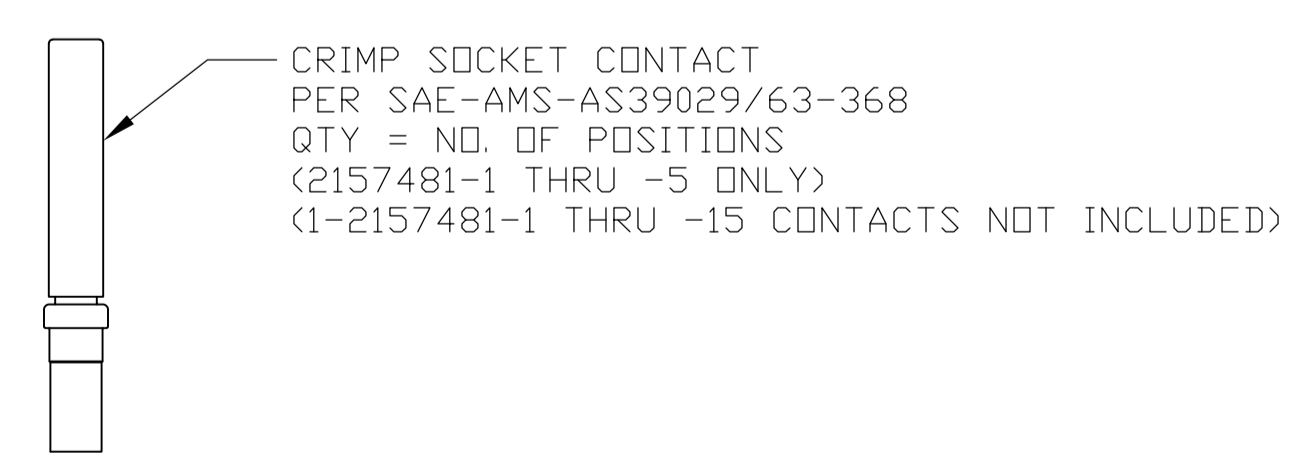 CRIMP SOCKET CONTACT
PER SAE-AMS-AS39029/63-368
QTY = NO. OF POSITIONS
(2157481-1 THRU -5 ONLY)
(1-2157481-1 THRU -15 CONTACTS NOT INCLUDED)